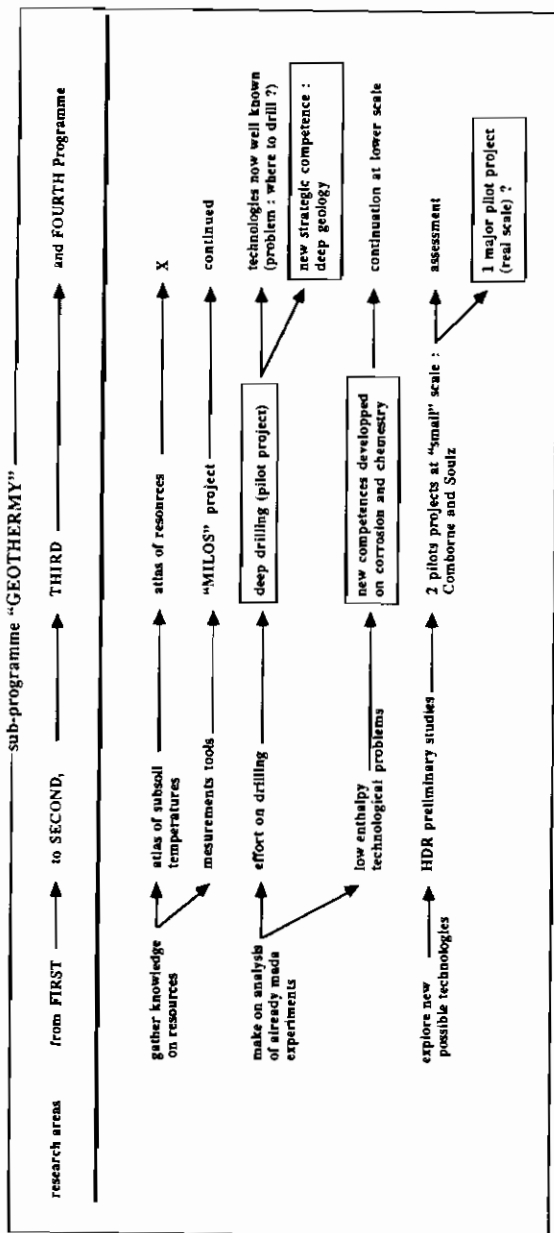 sub-programme "GEOTHERMY"
research areas from FIRST to SECOND, THIRD and FOURTH Programme
gather knowledge
on resources
atlas of subsoil
temperatures
atlas of resonrces
X
mesurements tools
"MILOS" project
continued
make on analysis
of already made
experiments
effort on drilling
deep drilling (pilot project)
technologies now well known
(problem : where to drill ?)
new strategic competence :
deep geology
low enthalpy
technological problems
new competences developped
on corrosion and chemestry
continuation at lower scale
explore new
possible technologies
HDR preliminary studies
2 pilots projects at "small" scale :
Comborne and Soulz
assessment
1 major pilot project
(real scale) ?